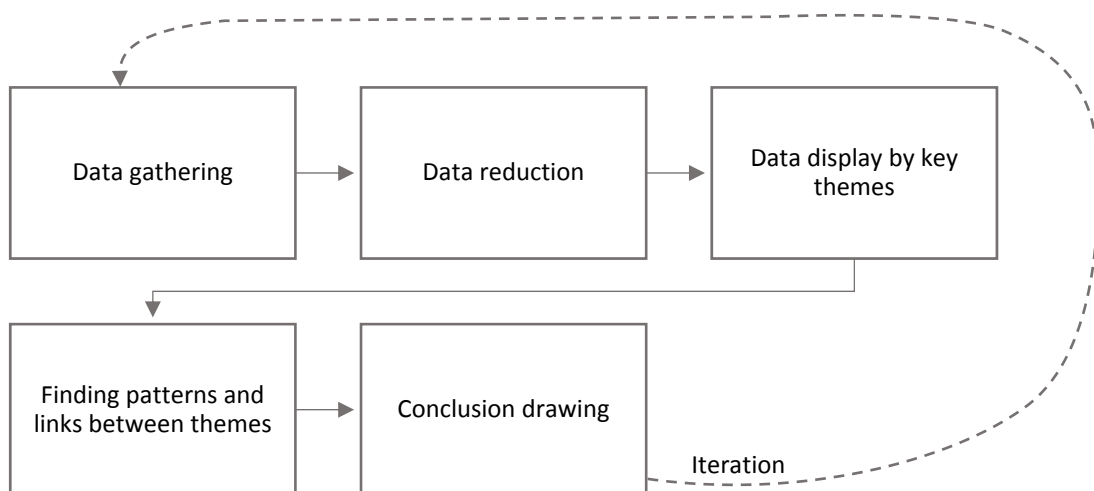 Data gathering
Data reduction
Data display by key
themes
Finding patterns and
links between themes
Conclusion drawing
Iteration